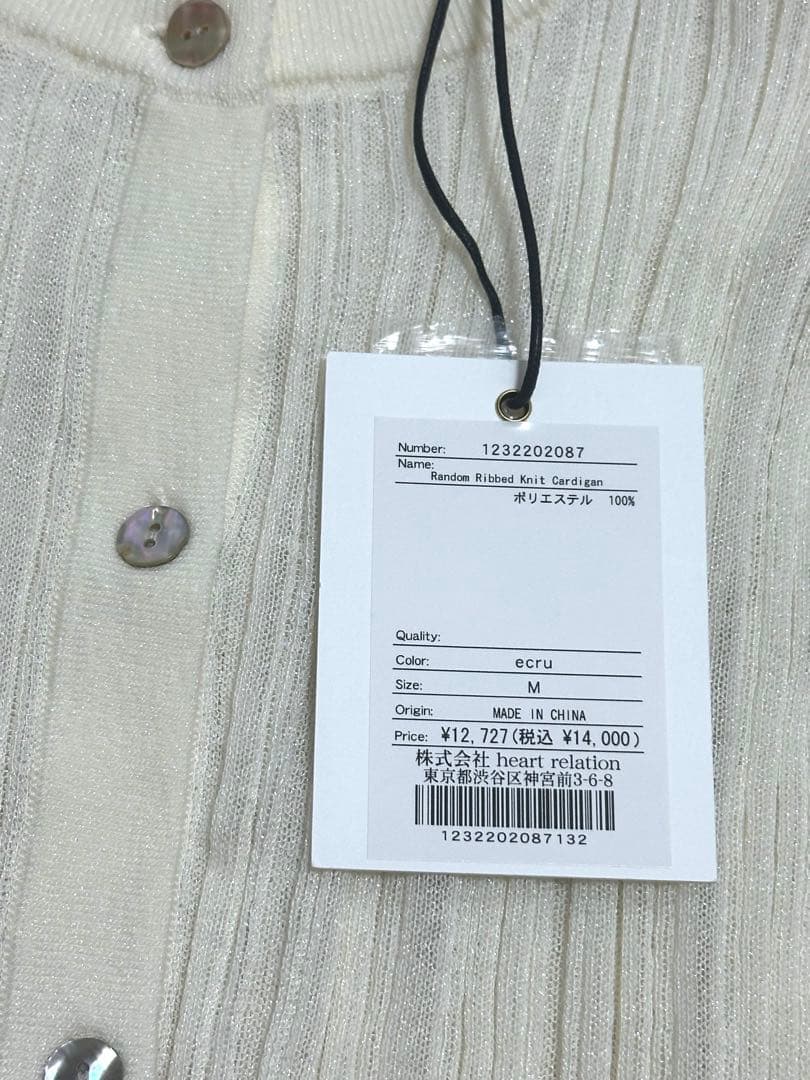 Number: 1232202087
Name:
Random Ribbed Knit Cardigan
ポリエステル 100%
Quality:
Color: ecru
Size: M
Origin: MADE IN CHINA
Price: ¥12,727(税込 ¥14,000)
株式会社 heart relation
東京都渋谷区神宮前3-6-8
1232202087132